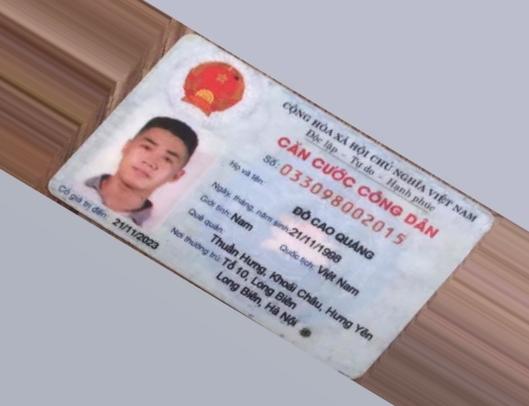 CỘNG HÒA XÃ HỘI CHỦ NGHĨA VIỆT NAM
Độc lập - Tự do - Hạnh phúc
CĂN CƯỚC CÔNG DÂN
Số: 033098002015
Họ và tên:
ĐỖ CAO QUẢNG
Ngày, tháng, năm sinh: 21/11/1998
Giới tính: Nam Quốc tịch: Việt Nam
Quê quán:
Thuần Hưng, Khoái Châu, Hưng Yên
Nơi thường trú: Tổ 10, Long Biên
Long Biên, Hà Nội
Có giá trị đến: 21/11/2023